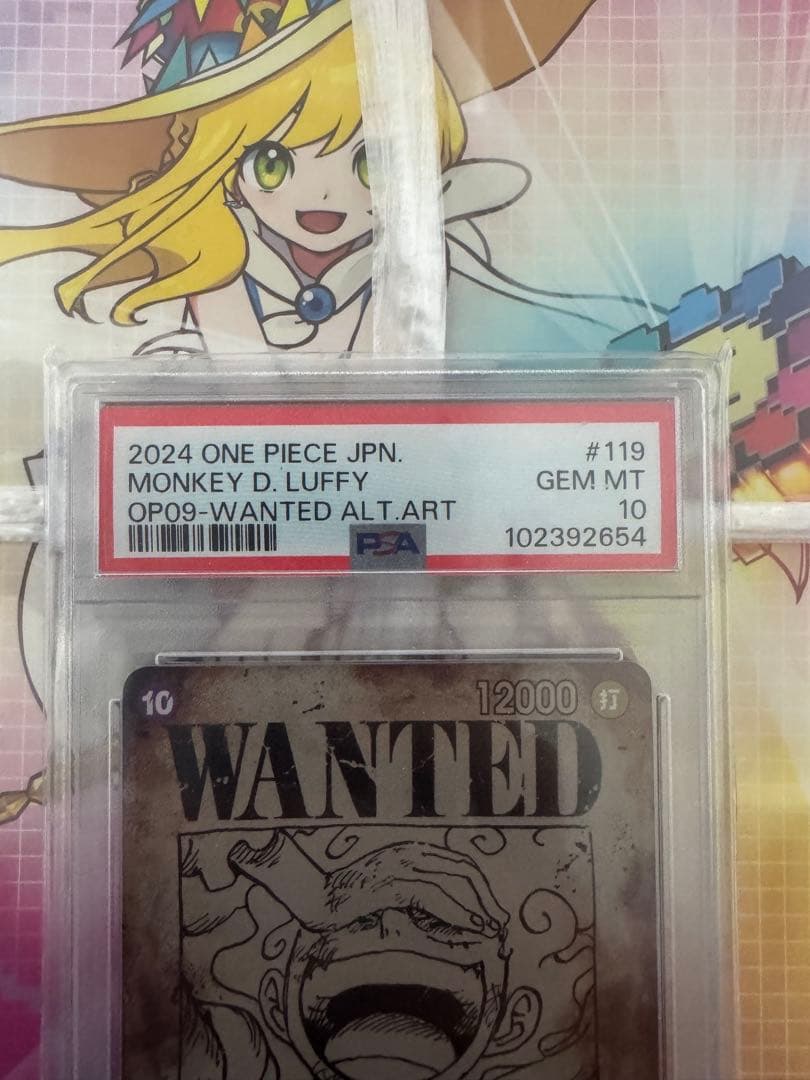 2024 ONE PIECE JPN.
#119
MONKEY D. LUFFY
GEM MT
OP09-WANTED ALT.ART
10
PSA
102392654
10
12000
打
WANTED